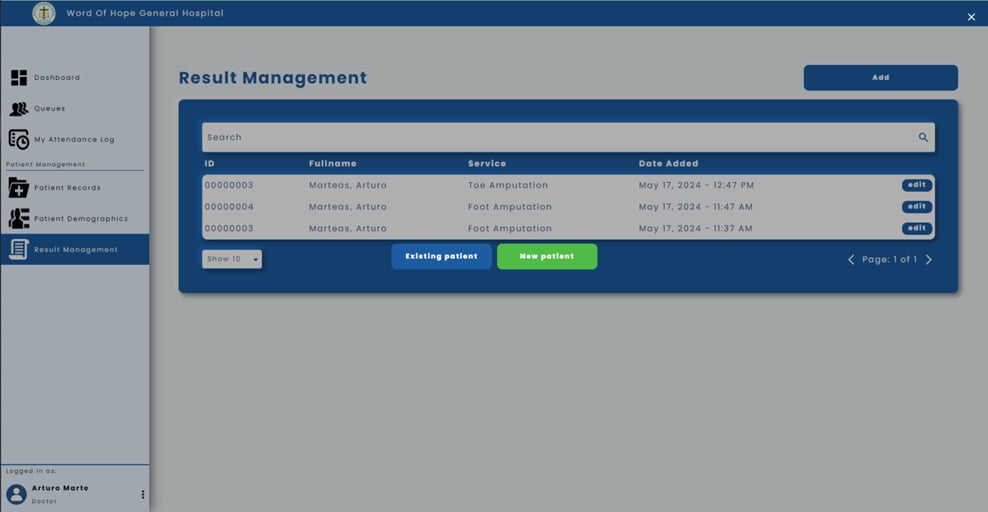 Word Of Hope General Hospital
Dashboard
Queues
My Attendance Log
Patient Management
Patient Records
Patient Demographics
Result Management
Logged in as:
Arturo Marte
Doctor
Result Management
Add
Search
ID Fullname Service Date Added
00000003 Marteas, Arturo Toe Amputation May 17, 2024 - 12:47 PM edit
00000004 Marteas, Arturo Foot Amputation May 17, 2024 - 11:47 AM edit
00000003 Marteas, Arturo Foot Amputation May 17, 2024 - 11:37 AM edit
Show 10 Existing patient New patient Page: 1 of 1